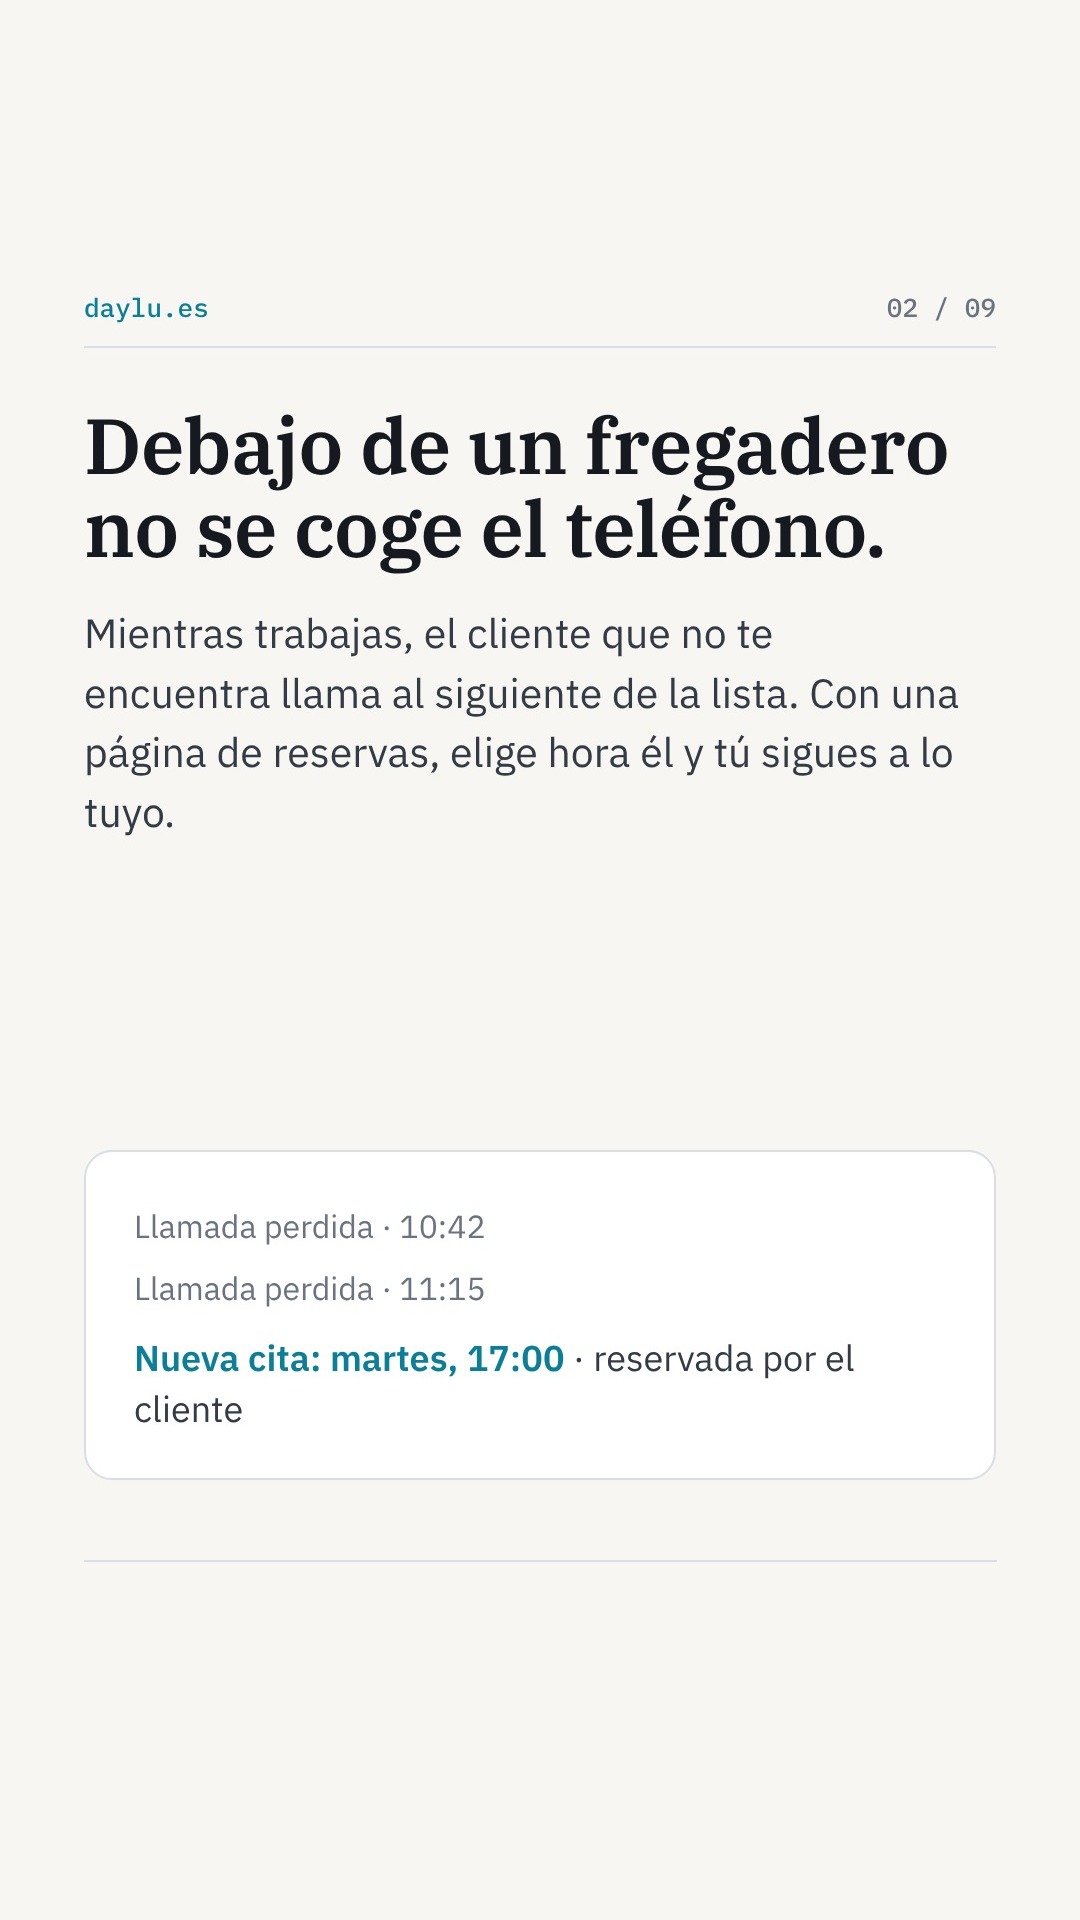 daylu.es
02 / 09
Debajo de un fregadero
no se coge el teléfono.
Mientras trabajas, el cliente que no te
encuentra llama al siguiente de la lista. Con una
página de reservas, elige hora él y tú sigues a lo
tuyo.
Llamada perdida · 10:42
Llamada perdida · 11:15
Nueva cita: martes, 17:00 · reservada por el
cliente